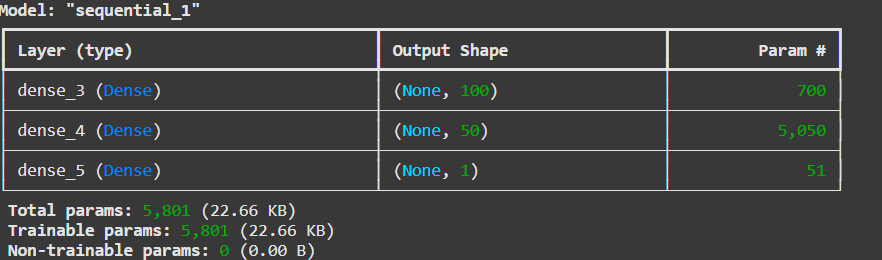 Model: "sequential_1"
Layer (type) Output Shape Param #
dense_3 (Dense) (None, 100) 700
dense_4 (Dense) (None, 50) 5,050
dense_5 (Dense) (None, 1) 51
Total params: 5,801 (22.66 KB)
Trainable params: 5,801 (22.66 KB)
Non-trainable params: 0 (0.00 B)